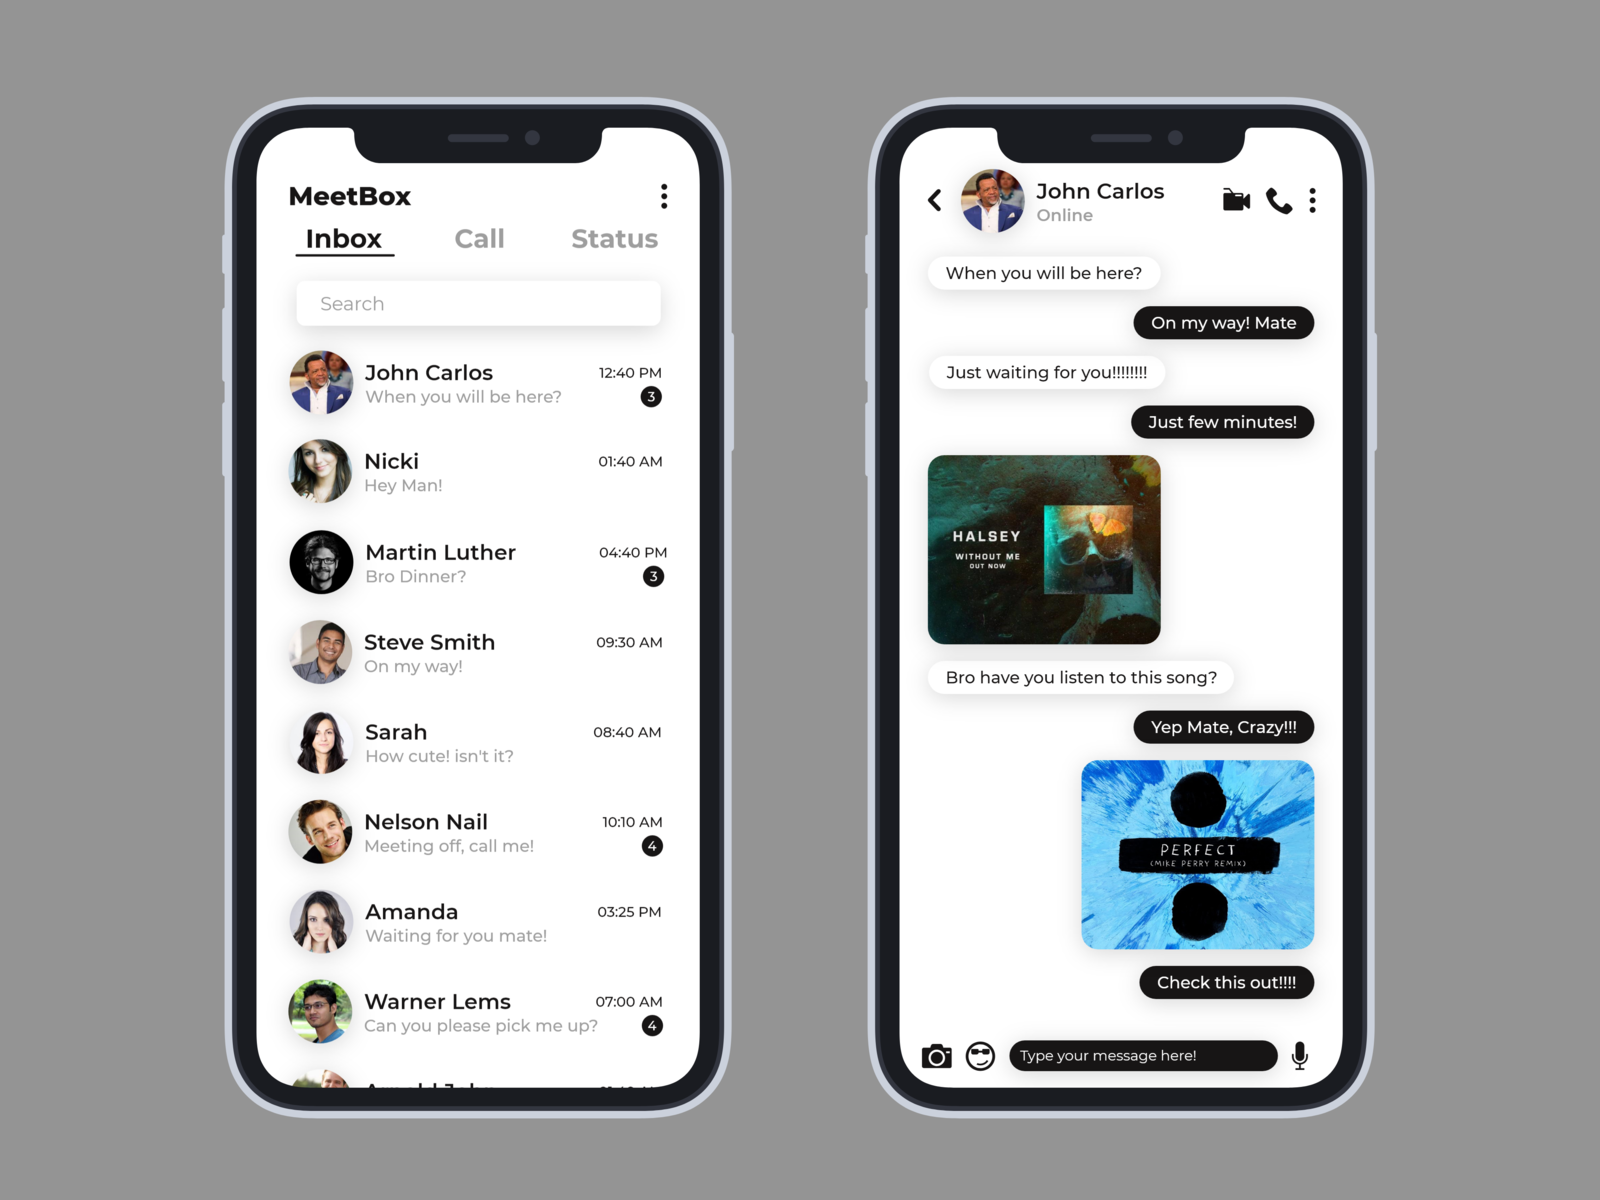 MeetBox
Inbox Call Status
Search
John Carlos 12:40 PM
When you will be here? 3
Nicki 01:40 AM
Hey Man!
Martin Luther 04:40 PM
Bro Dinner? 3
Steve Smith 09:30 AM
On my way!
Sarah 08:40 AM
How cute! isn't it?
Nelson Nail 10:10 AM
Meeting off, call me! 4
Amanda 03:25 PM
Waiting for you mate!
Warner Lems 07:00 AM
Can you please pick me up? 4
John Carlos
Online
When you will be here?
On my way! Mate
Just waiting for you!!!!!!!!
Just few minutes!
HALSEY
WITHOUT ME
OUT NOW
Bro have you listen to this song?
Yep Mate, Crazy!!!
PERFECT
(MIKE PERRY REMIX)
Check this out!!!!
Type your message here!